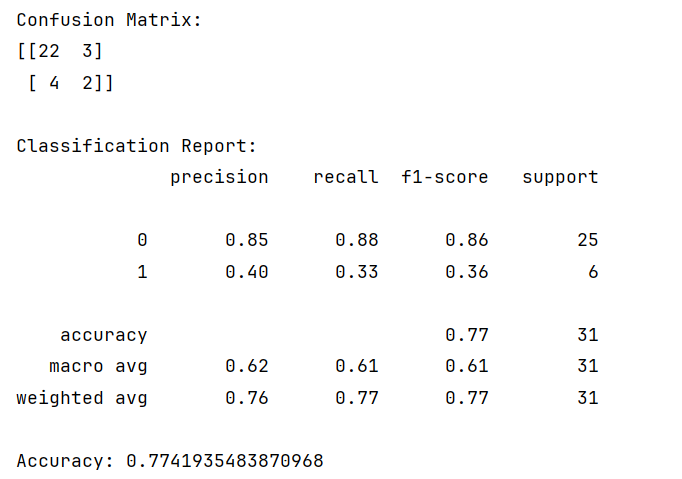 Confusion Matrix:
[[22  3]
 [ 4  2]]
Classification Report:
              precision    recall  f1-score   support
           0       0.85      0.88      0.86        25
           1       0.40      0.33      0.36         6
    accuracy                           0.77        31
   macro avg       0.62      0.61      0.61        31
weighted avg       0.76      0.77      0.77        31
Accuracy: 0.7741935483870968